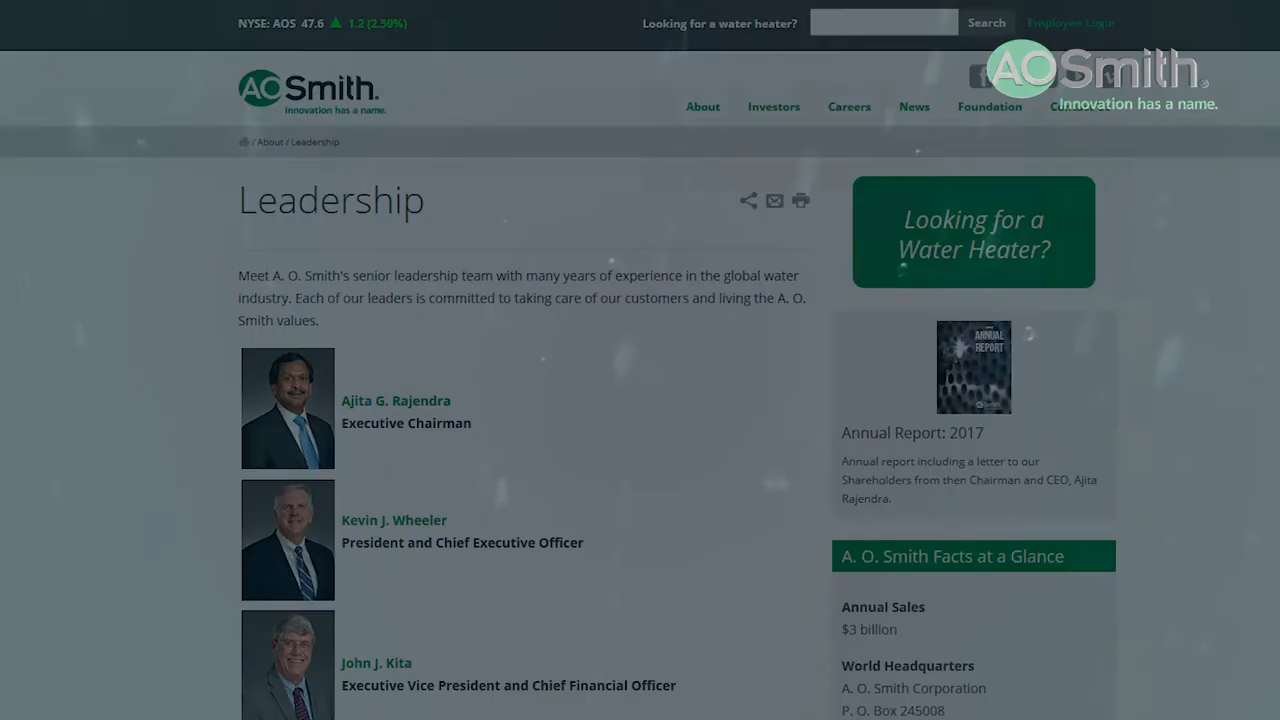 NYSE: AOS 47.6 ▲ 1.2 (2.59%)
Looking for a water heater?
Search
Employee Login
AOSmith.
Innovation has a name.
AOSmith®
Innovation has a name.
About
Investors
Careers
News
Foundation
/ About / Leadership
Leadership
Meet A. O. Smith's senior leadership team with many years of experience in the global water
industry. Each of our leaders is committed to taking care of our customers and living the A. O.
Smith values.
Ajita G. Rajendra
Executive Chairman
Kevin J. Wheeler
President and Chief Executive Officer
John J. Kita
Executive Vice President and Chief Financial Officer
Looking for a
Water Heater?
ANNUAL
REPORT
AOSmith
Annual Report: 2017
Annual report including a letter to our
Shareholders from then Chairman and CEO, Ajita
Rajendra.
A. O. Smith Facts at a Glance
Annual Sales
$3 billion
World Headquarters
A. O. Smith Corporation
P. O. Box 245008